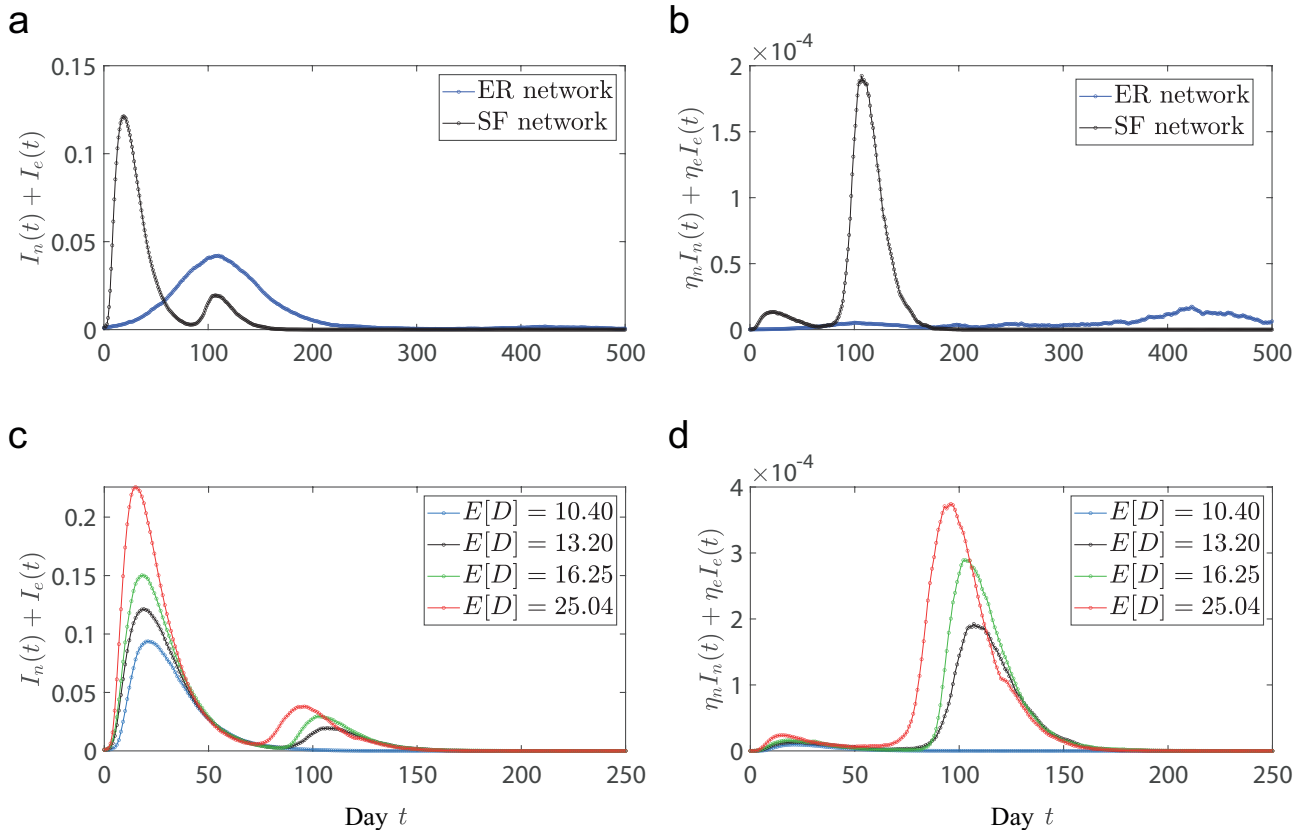 a
0.15
0.1
0.05
0
0 100 200 300 400 500
I_n(t) + I_e(t)
ER network
SF network
b
×10^-4
2
1.5
1
0.5
0
0 100 200 300 400 500
η_n I_n(t) + η_e I_e(t)
ER network
SF network
c
0.2
0.15
0.1
0.05
0
0 50 100 150 200 250
I_n(t) + I_e(t)
Day t
E[D] = 10.40
E[D] = 13.20
E[D] = 16.25
E[D] = 25.04
d
×10^-4
4
3
2
1
0
0 50 100 150 200 250
η_n I_n(t) + η_e I_e(t)
Day t
E[D] = 10.40
E[D] = 13.20
E[D] = 16.25
E[D] = 25.04